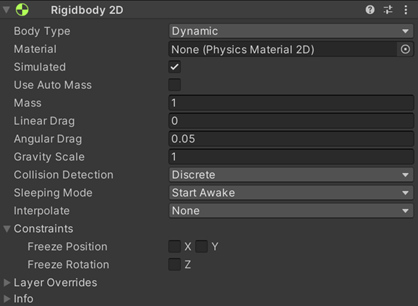 Rigidbody 2D
Body Type Dynamic
Material None (Physics Material 2D)
Simulated
Use Auto Mass
Mass 1
Linear Drag 0
Angular Drag 0.05
Gravity Scale 1
Collision Detection Discrete
Sleeping Mode Start Awake
Interpolate None
Constraints
Freeze Position X Y
Freeze Rotation Z
Layer Overrides
Info